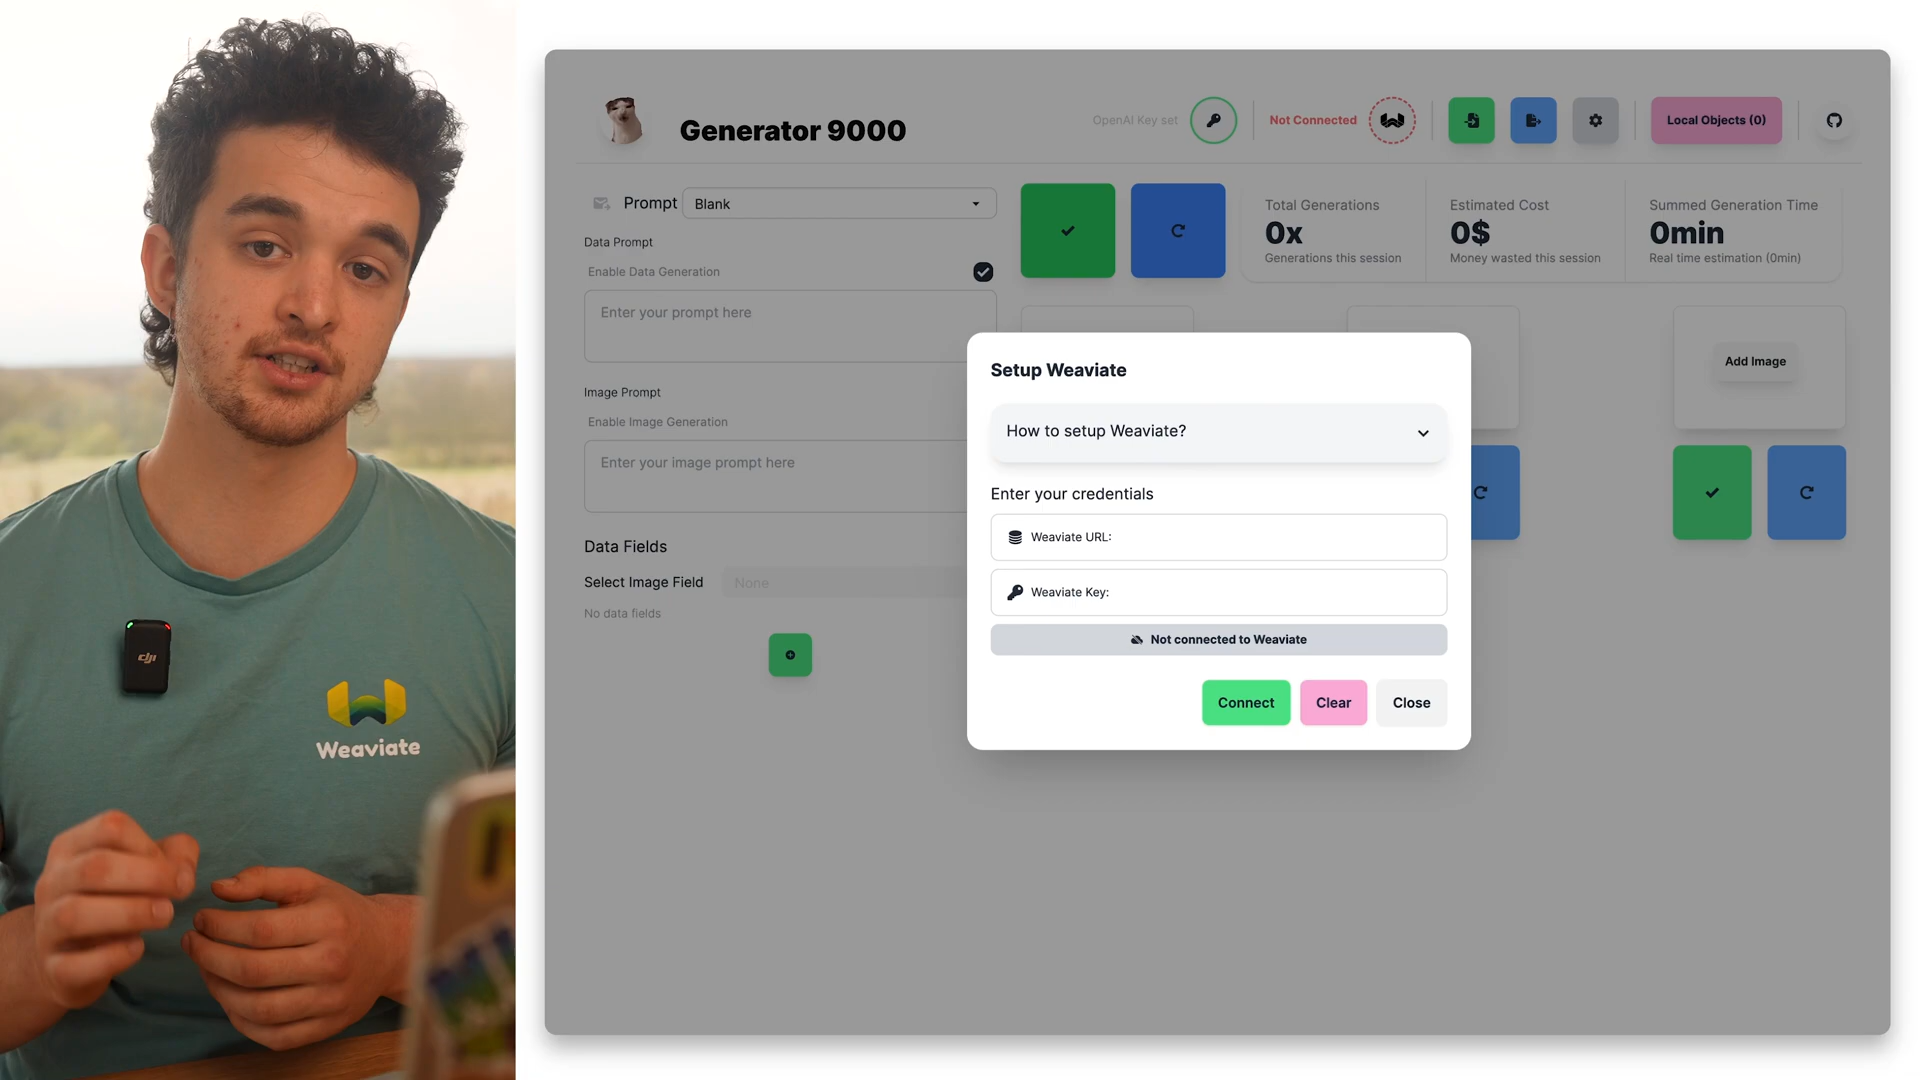 dji
Weaviate
Generator 9000
OpenAI Key set
Not Connected
Local Objects (0)
Prompt
Blank
Data Prompt
Enable Data Generation
Enter your prompt here
Image Prompt
Enable Image Generation
Enter your image prompt here
Data Fields
Select Image Field
None
No data fields
Total Generations
0x
Generations this session
Estimated Cost
0$
Money wasted this session
Summed Generation Time
0min
Real time estimation (0min)
Add Image
Setup Weaviate
How to setup Weaviate?
Enter your credentials
Weaviate URL:
Weaviate Key:
Not connected to Weaviate
Connect
Clear
Close